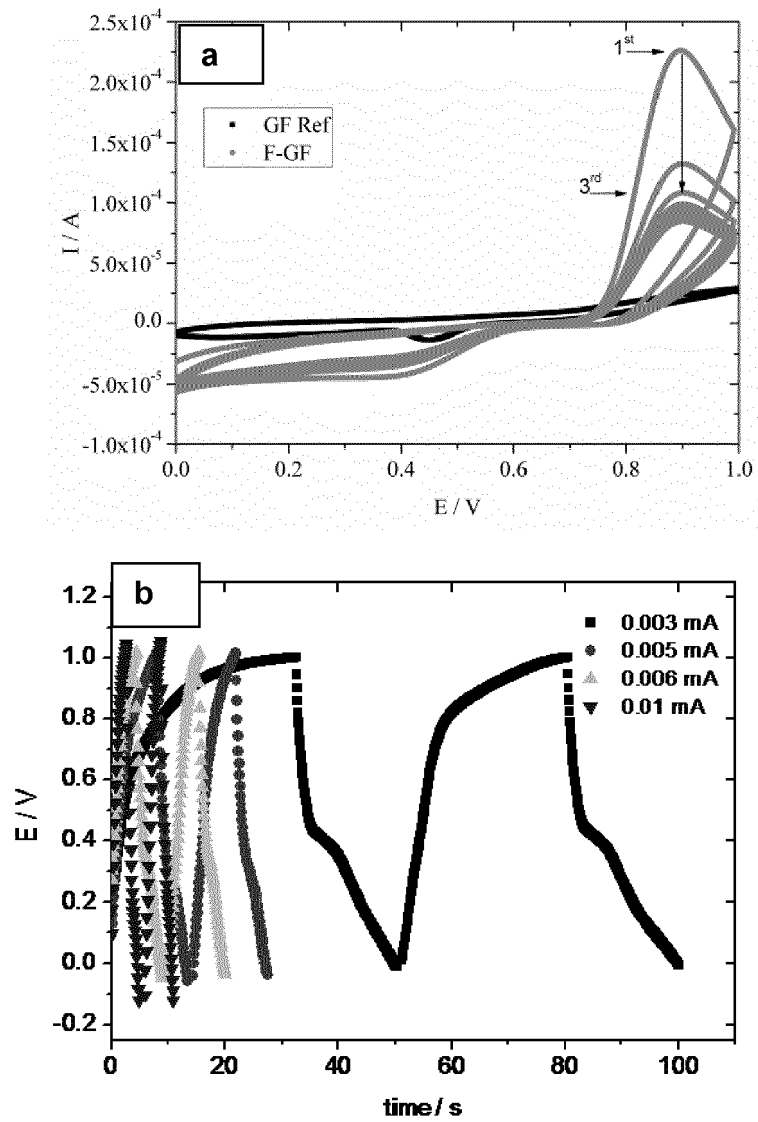 2.5x10⁻⁴
a
1ˢᵗ
2.0x10⁻⁴
GF Ref
F-GF
1.5x10⁻⁴
3ʳᵈ
1.0x10⁻⁴
I / A
5.0x10⁻⁵
0.0
-5.0x10⁻⁵
-1.0x10⁻⁴
0.0 0.2 0.4 0.6 0.8 1.0
E / V
b
1.2
0.003 mA
1.0
0.005 mA
0.006 mA
0.8
0.01 mA
0.6
E / V
0.4
0.2
0.0
-0.2
0 20 40 60 80 100
time / s